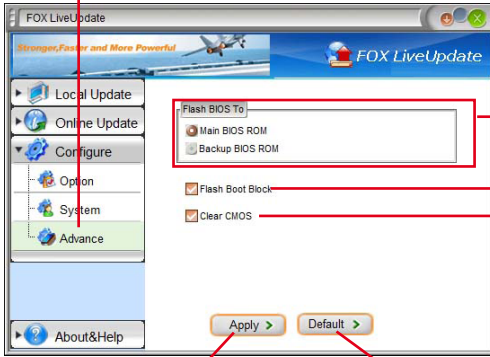 FOX LiveUpdate
Stronger,Faster and More Powerful
FOX LiveUpdate
Local Update
Online Update
Configure
Option
System
Advance
About&Help
Flash BIOS To
Main BIOS ROM
Backup BIOS ROM
Flash Boot Block
Clear CMOS
Apply >
Default >